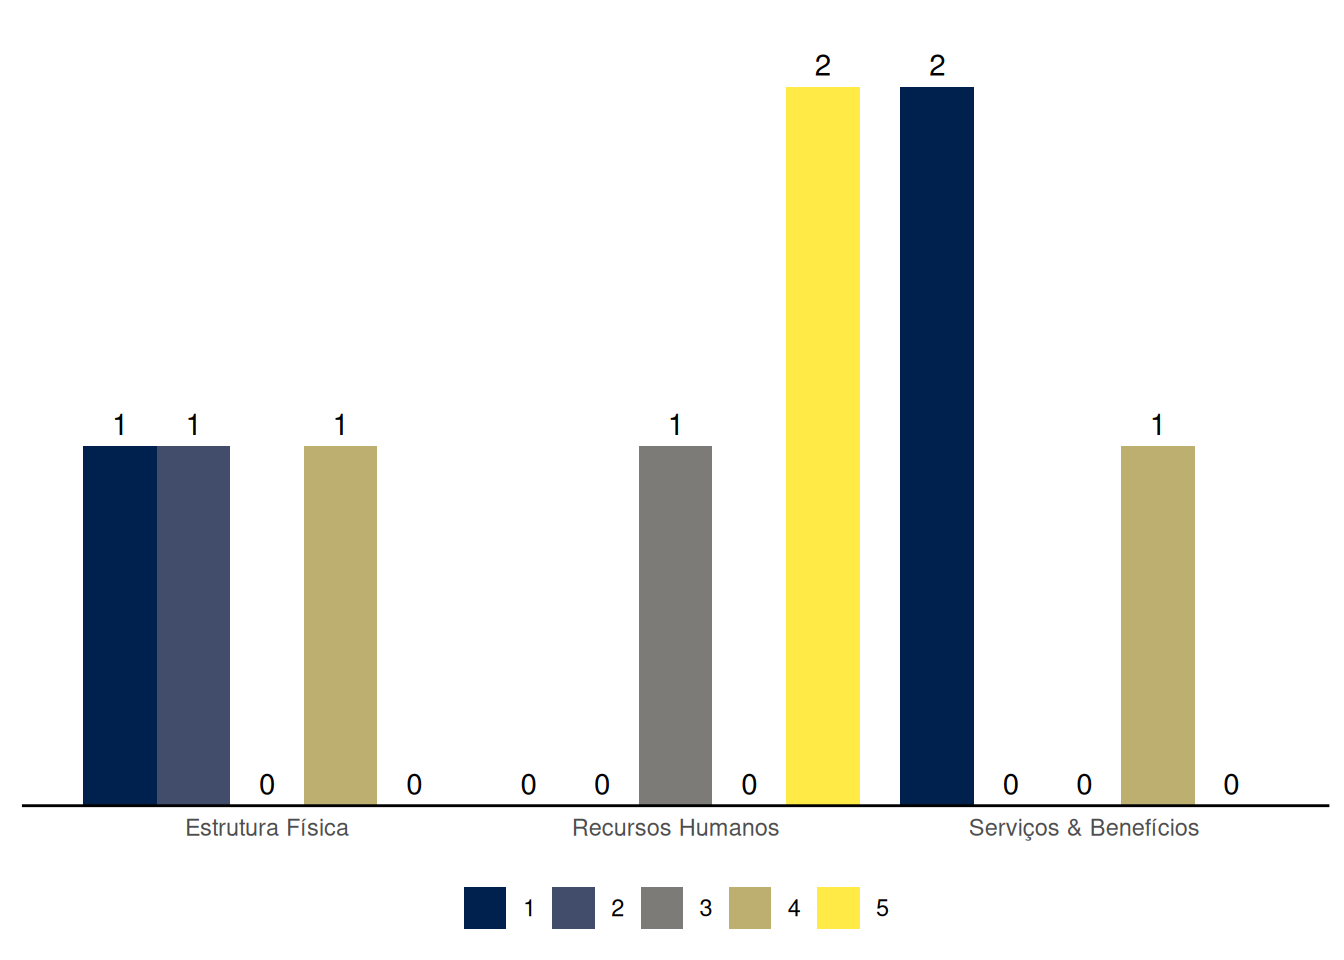 2 2
1 1 1 1 1
0 0 0 0 0 0 0 0
Estrutura Física Recursos Humanos Serviços & Benefícios
1 2 3 4 5